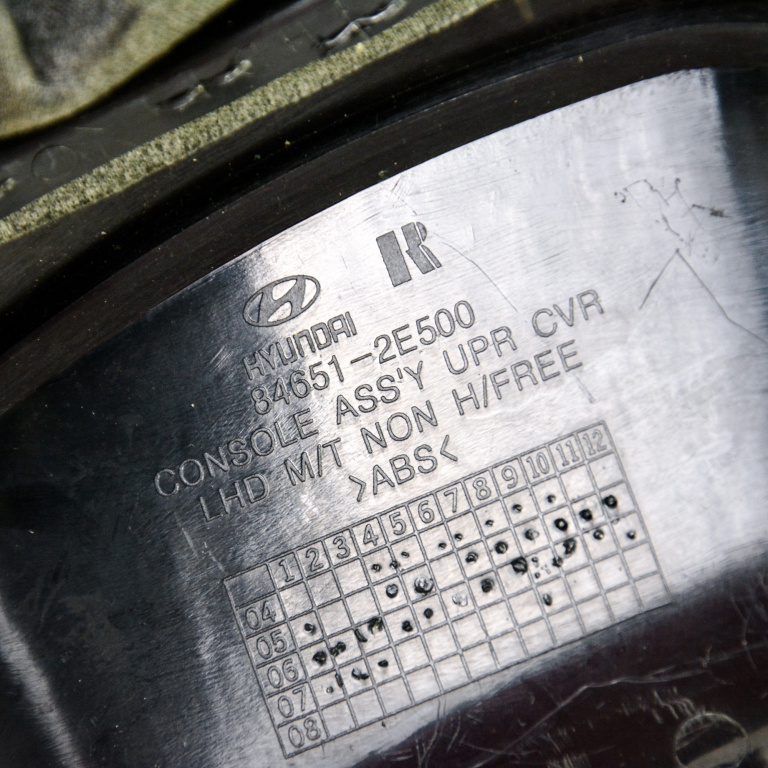 HYUNDAI
84651-2E500
CONSOLE ASS'Y UPR CVR
LHD M/T NON H/FREE
>ABS<
1 2 3 4 5 6 7 8 9 10 11 12
04
05
06
07
08